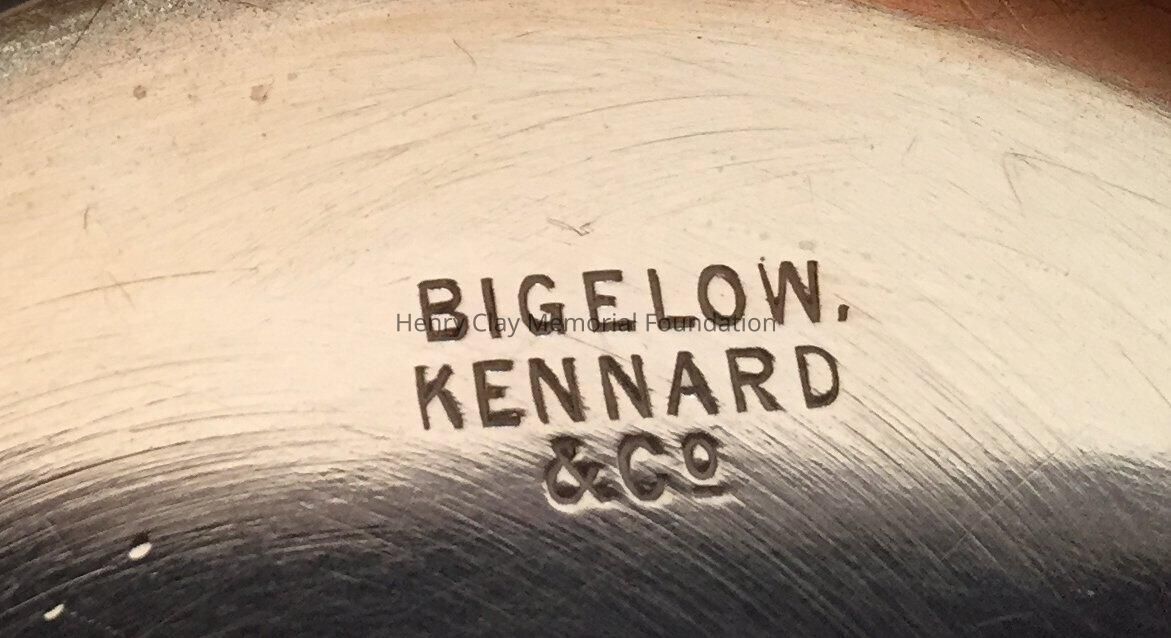 BIGELOW.
Henry Clay Memorial Foundation
KENNARD
& Co